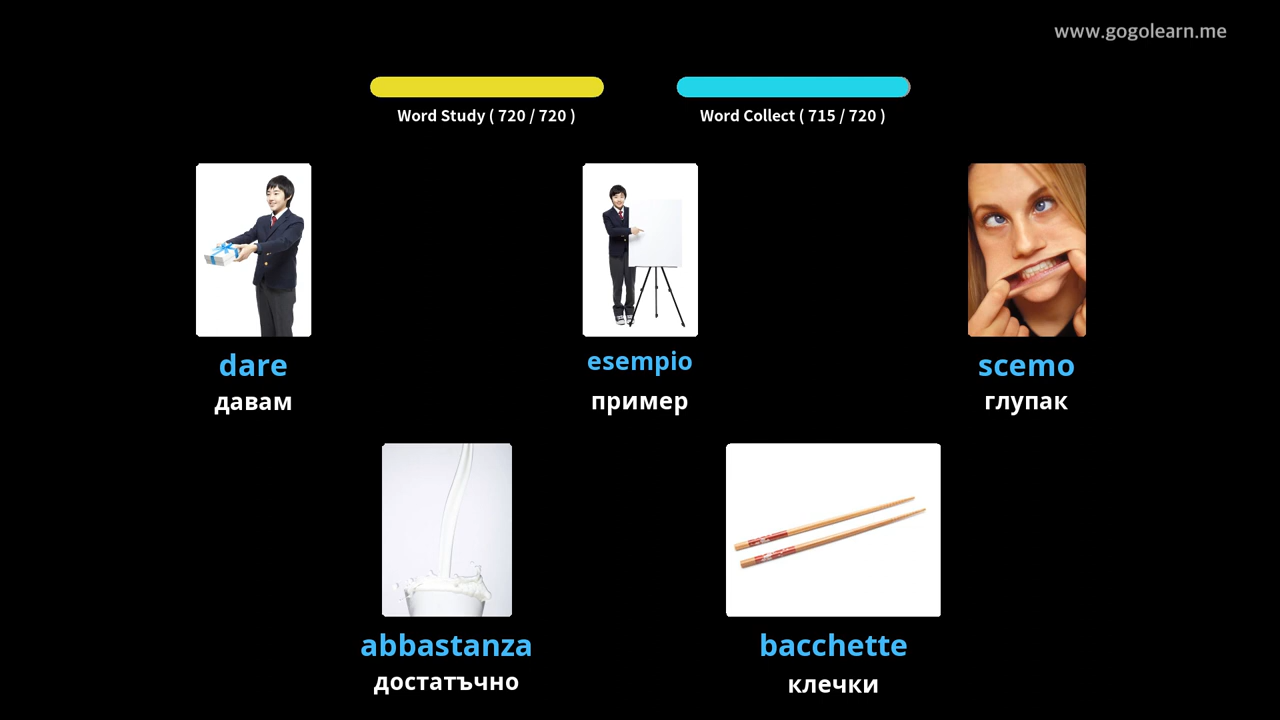 www.gogolearn.me
Word Study ( 720 / 720 )
Word Collect ( 715 / 720 )
dare
давам
esempio
пример
scemo
глупак
abbastanza
достатъчно
bacchette
клечки